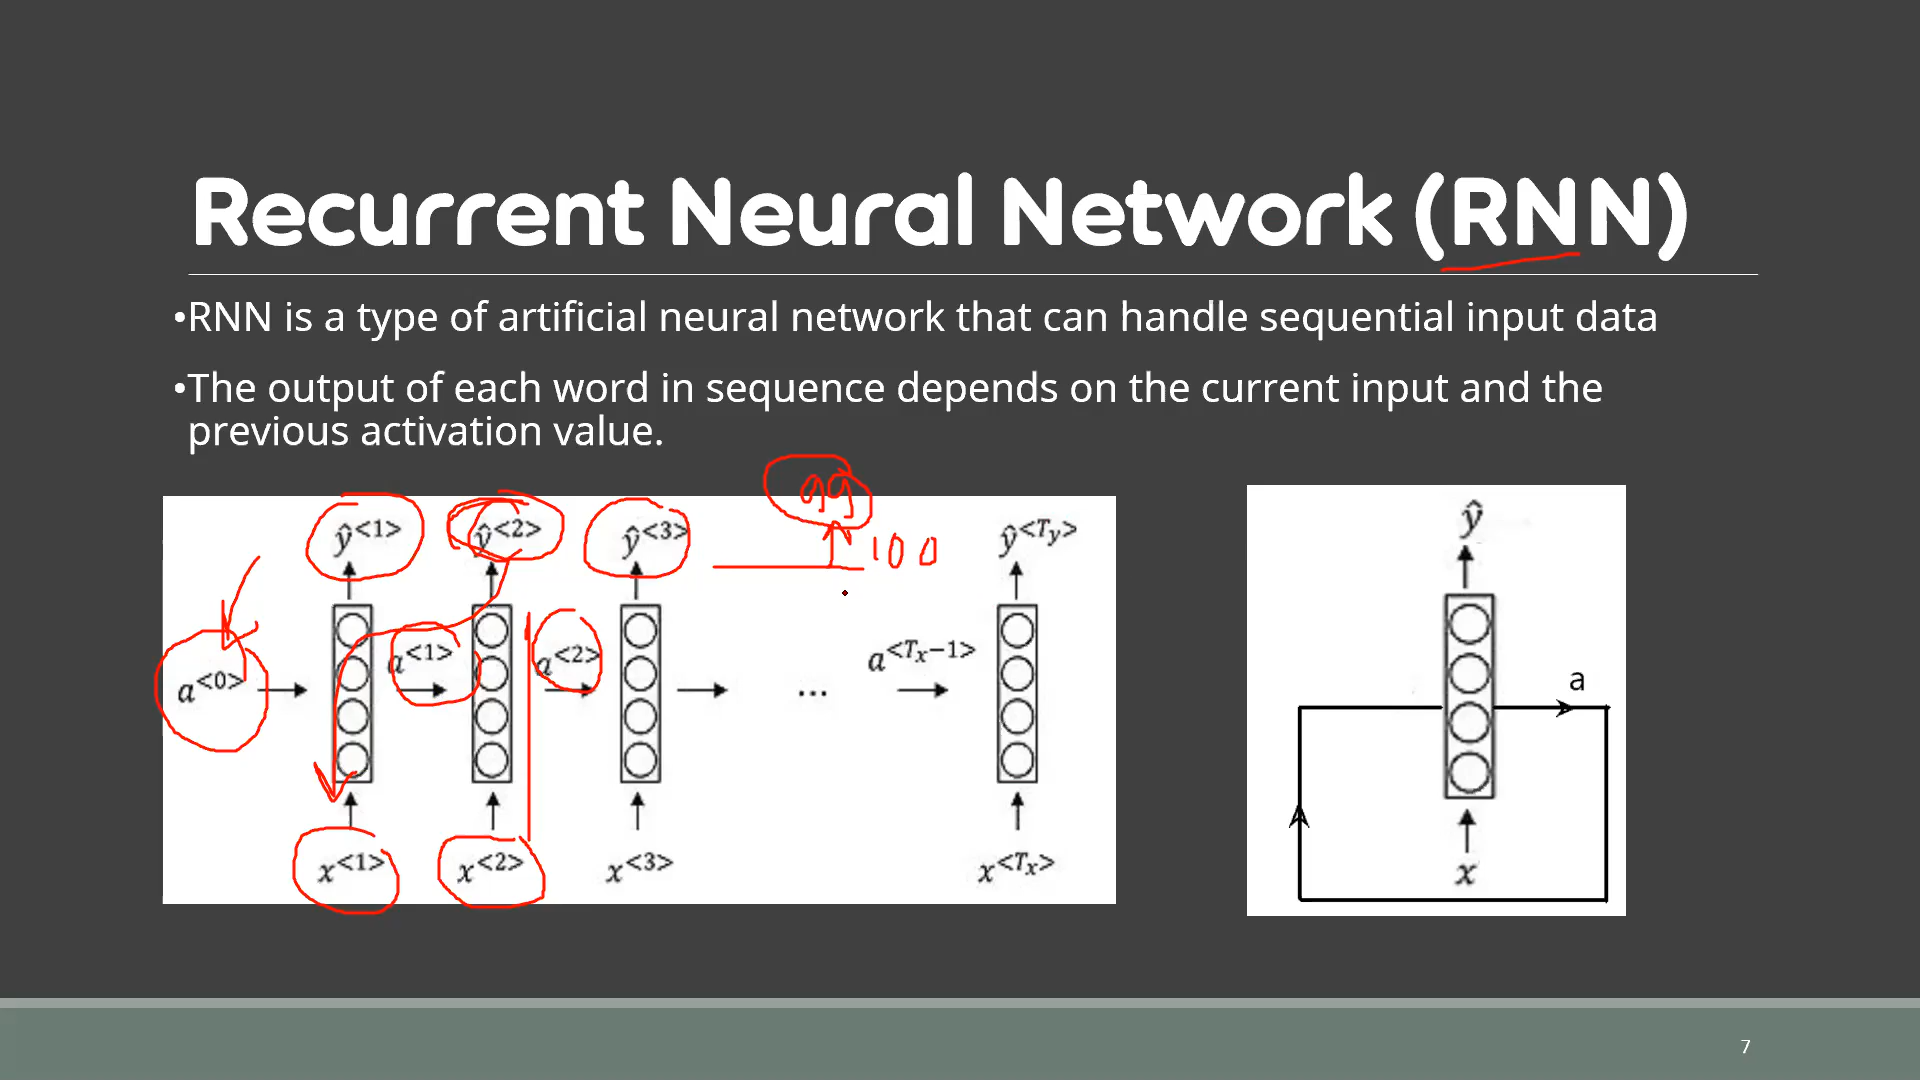 Recurrent Neural Network (RNN)
•RNN is a type of artificial neural network that can handle sequential input data
•The output of each word in sequence depends on the current input and the
previous activation value.
99
100
ŷ<1> ŷ<2> ŷ<3> ŷ<Ty>
a<0> a<1> a<2> ... a<Tx−1>
x<1> x<2> x<3> x<Tx>
ŷ
a
x
7